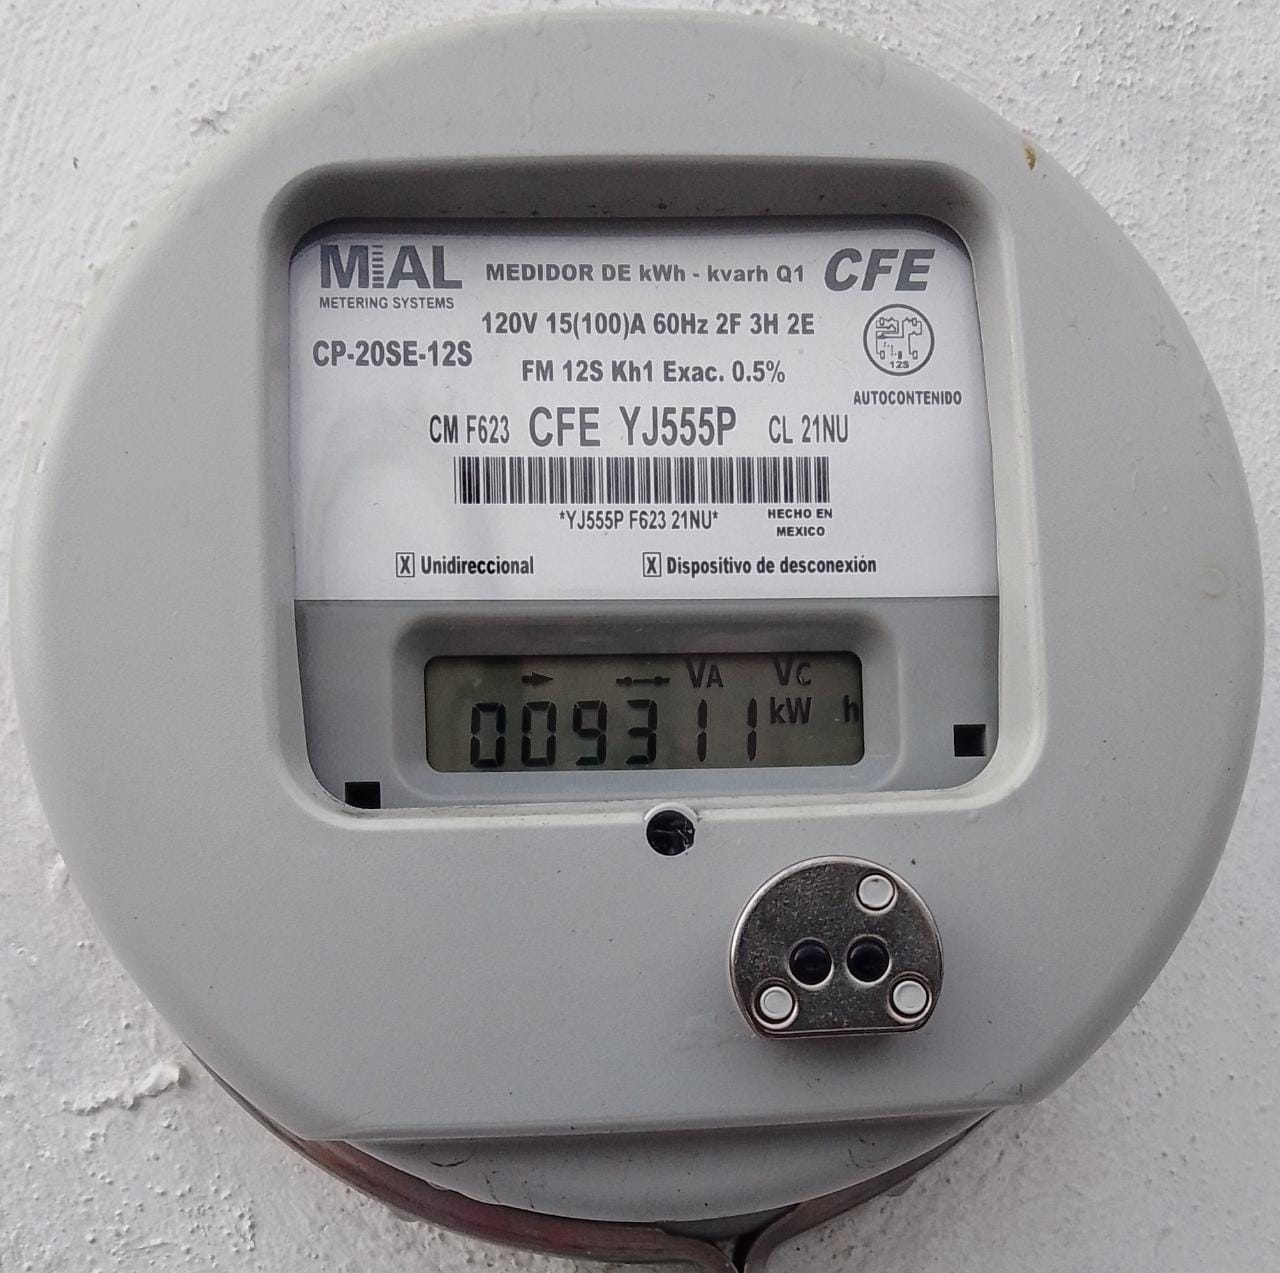 MIAL
METERING SYSTEMS
MEDIDOR DE kWh - kvarh Q1
CFE
120V 15(100)A 60Hz 2F 3H 2E
CP-20SE-12S
FM 12S Kh1 Exac. 0.5%
12S
AUTOCONTENIDO
CM F623 CFE YJ555P CL 21NU
*YJ555P F623 21NU*
HECHO EN
MEXICO
X Unidireccional
X Dispositivo de desconexión
VA VC
009311 kW h